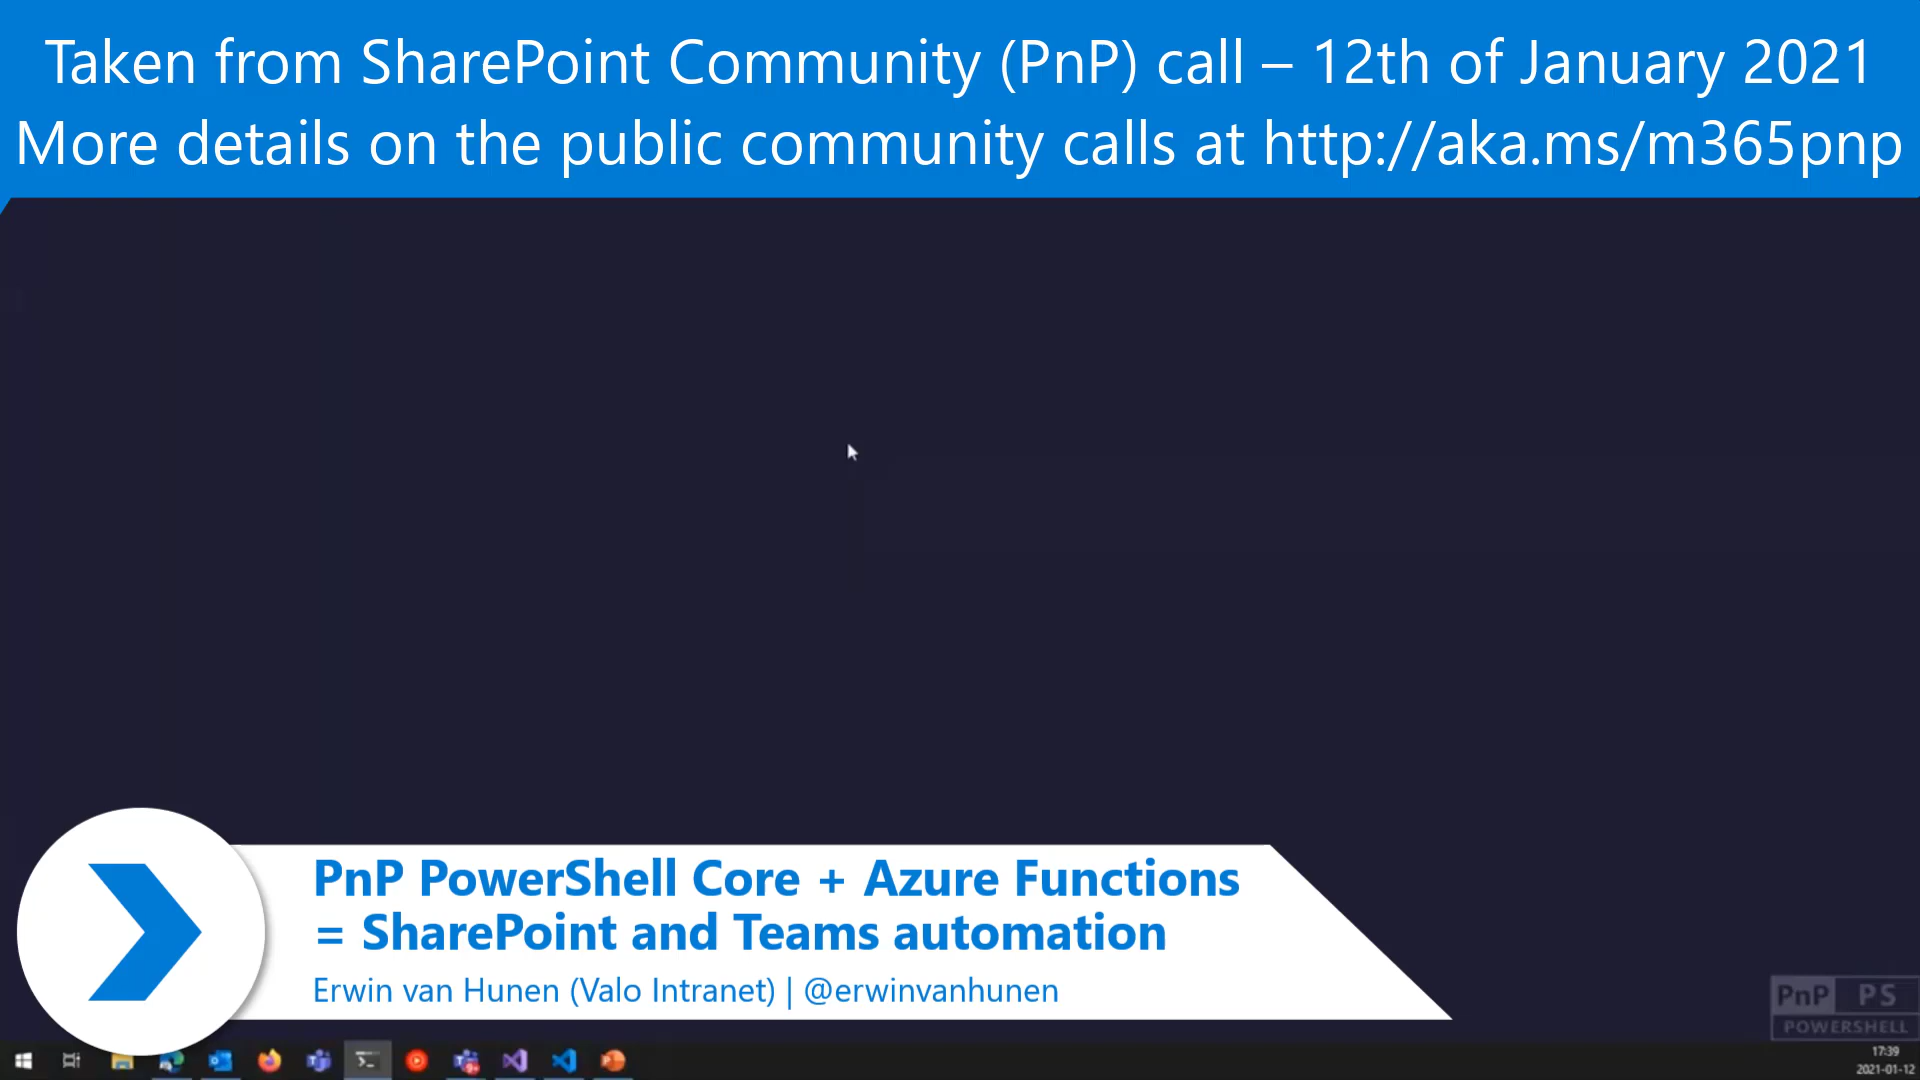 Taken from SharePoint Community (PnP) call – 12th of January 2021
More details on the public community calls at http://aka.ms/m365pnp
PnP PowerShell Core + Azure Functions
= SharePoint and Teams automation
Erwin van Hunen (Valo Intranet) | @erwinvanhunen
PnP PS
POWERSHELL
17:39
2021-01-12